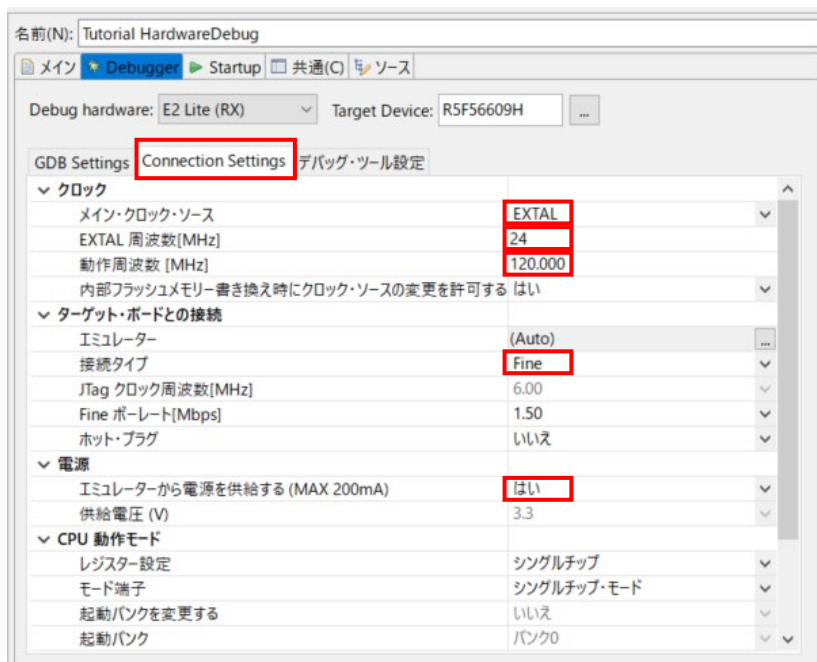 名前(N): Tutorial HardwareDebug
メイン Debugger Startup 共通(C) ソース
Debug hardware: E2 Lite (RX) Target Device: R5F56609H ...
GDB Settings Connection Settings デバッグ・ツール設定
クロック
メイン・クロック・ソース EXTAL
EXTAL 周波数[MHz] 24
動作周波数 [MHz] 120.000
内部フラッシュメモリー書き換え時にクロック・ソースの変更を許可する はい
ターゲット・ボードとの接続
エミュレーター (Auto) ...
接続タイプ Fine
JTag クロック周波数[MHz] 6.00
Fine ボーレート[Mbps] 1.50
ホット・プラグ いいえ
電源
エミュレーターから電源を供給する (MAX 200mA) はい
供給電圧 (V) 3.3
CPU 動作モード
レジスター設定 シングルチップ
モード端子 シングルチップ・モード
起動バンクを変更する いいえ
起動バンク バンク0